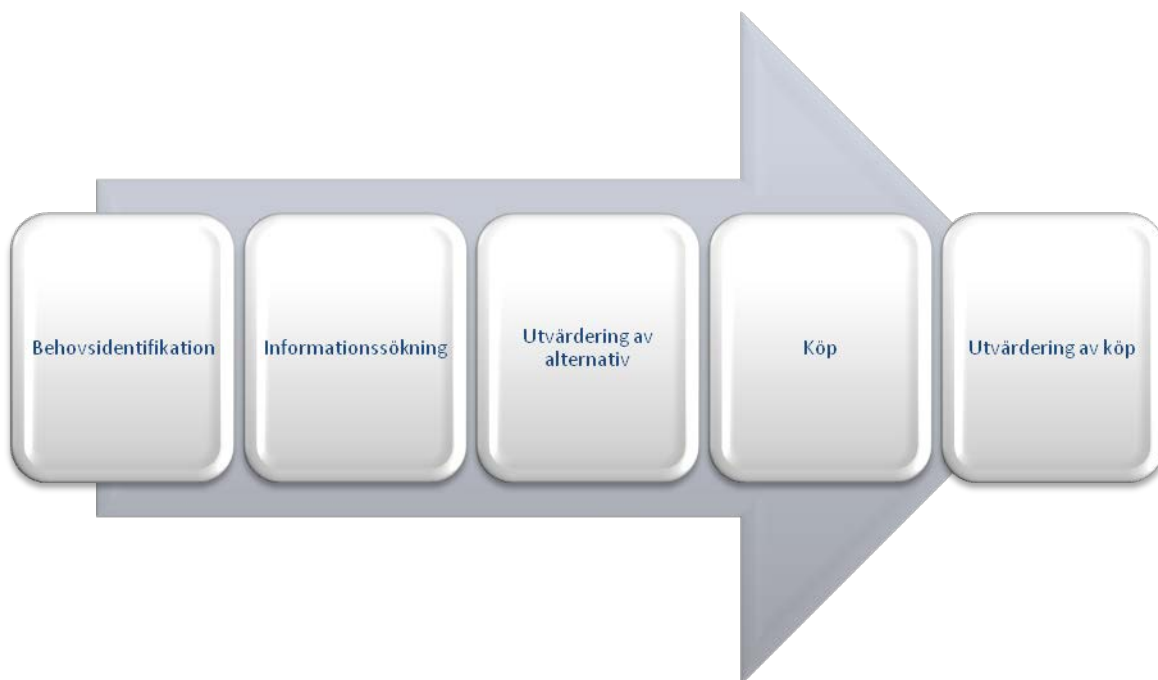 Behovsidentifikation
Informationssökning
Utvärdering av
alternativ
Köp
Utvärdering av köp